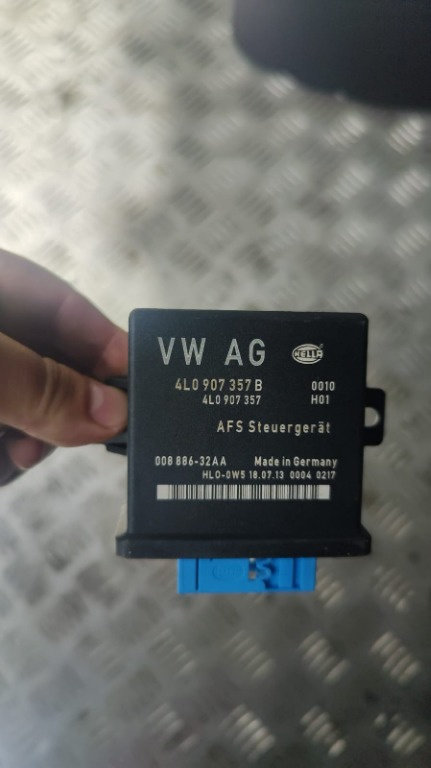 VW AG HELLA
4L0 907 357 B 0010
4L0 907 357 H01
AFS Steuergerät
008 886-32AA Made in Germany
HLO-0W5 18.07.13 0004 0217